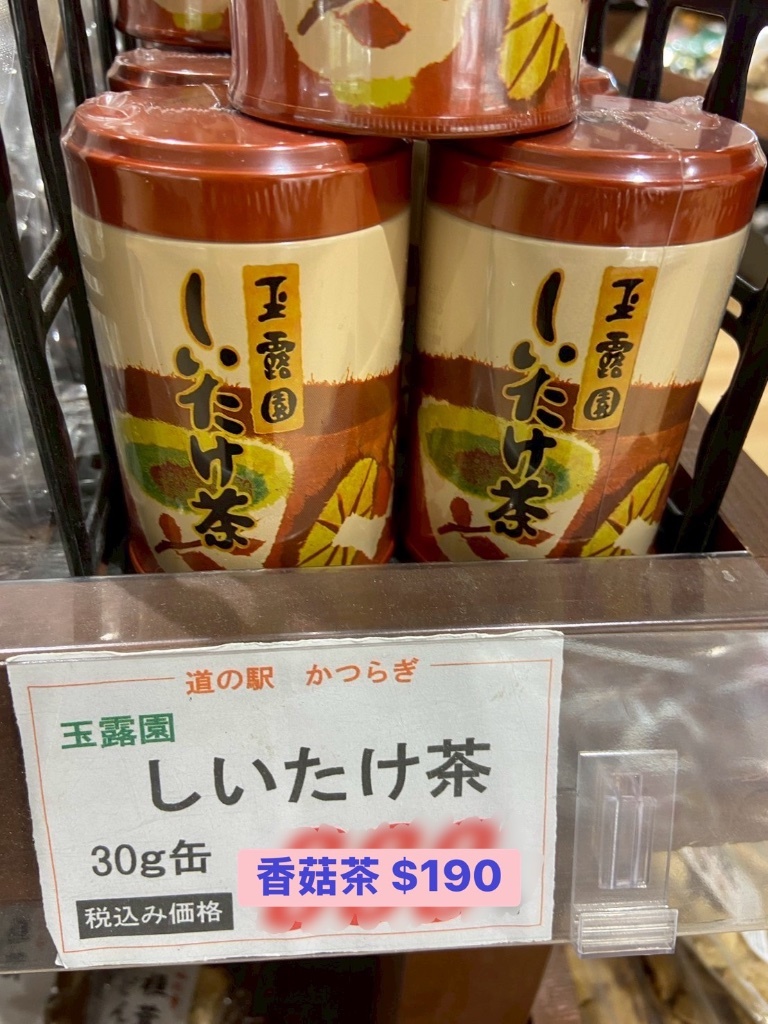 玉露園
しいたけ茶
玉露園
しいたけ茶
道の駅 かつらぎ
玉露園
しいたけ茶
30g缶
香菇茶 $190
税込み価格